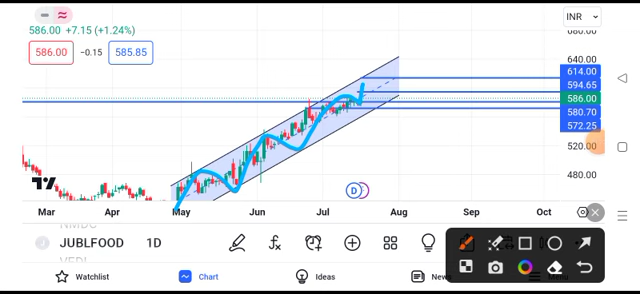 INR
680.00
586.00 +7.15 (+1.24%)
586.00 −0.15 585.85
640.00
614.00
594.65
586.00
580.70
572.25
520.00
480.00
D
Mar Apr May Jun Jul Aug Sep Oct
NMDC
JUBLFOOD 1D
VEDL
Watchlist Chart Ideas News